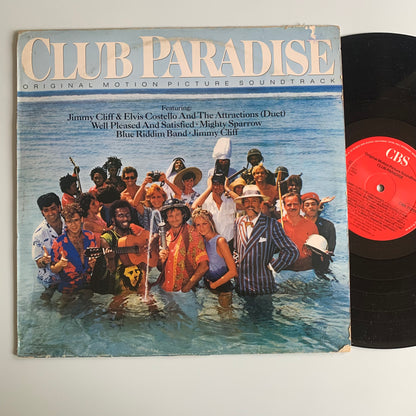 CLUB PARADISE
ORIGINAL MOTION PICTURE SOUNDTRACK
Featuring:
Jimmy Cliff & Elvis Costello And The Attractions (Duet)
Well Pleased And Satisfied · Mighty Sparrow
Blue Riddim Band · Jimmy Cliff
CBS